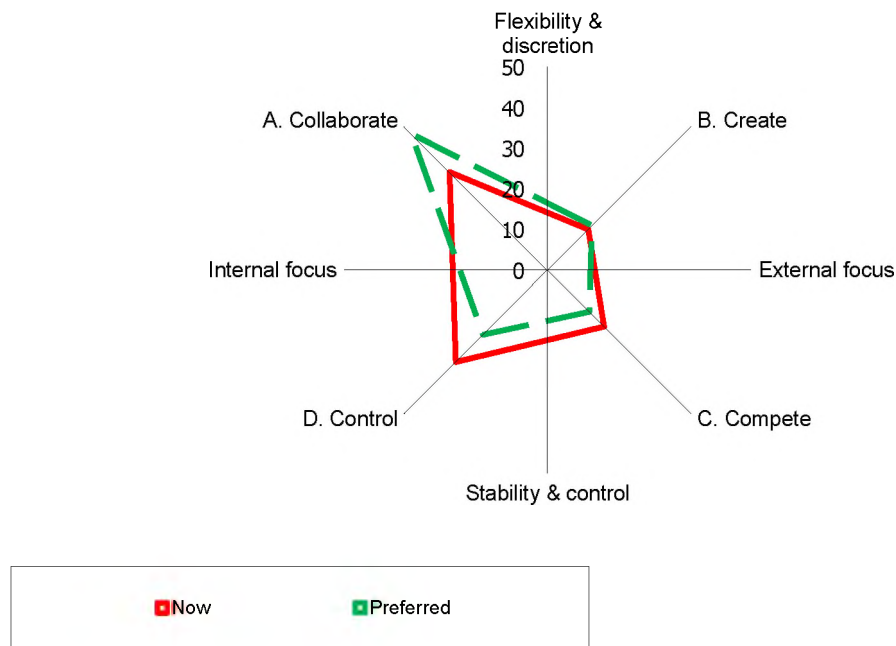 Flexibility &
discretion
50
A. Collaborate
40
B. Create
30
20
10
Internal focus
0
External focus
D. Control
C. Compete
Stability & control
Now
Preferred